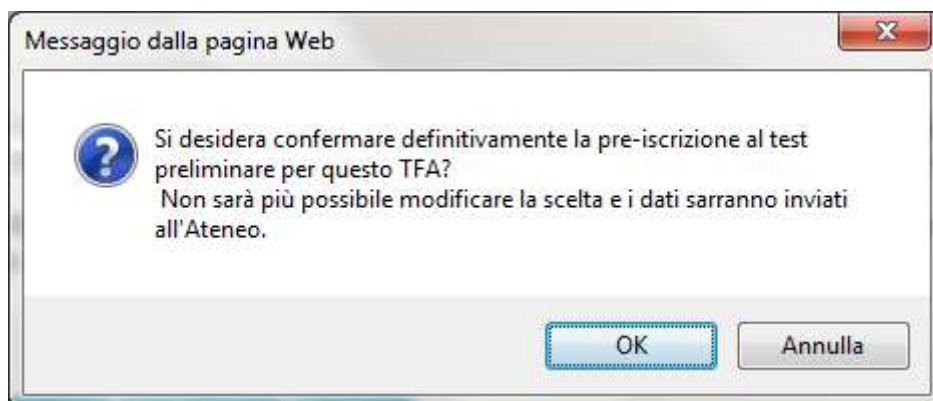 Messaggio dalla pagina Web
Si desidera confermare definitivamente la pre-iscrizione al test
preliminare per questo TFA?
Non sarà più possibile modificare la scelta e i dati sarranno inviati
all'Ateneo.
OK Annulla